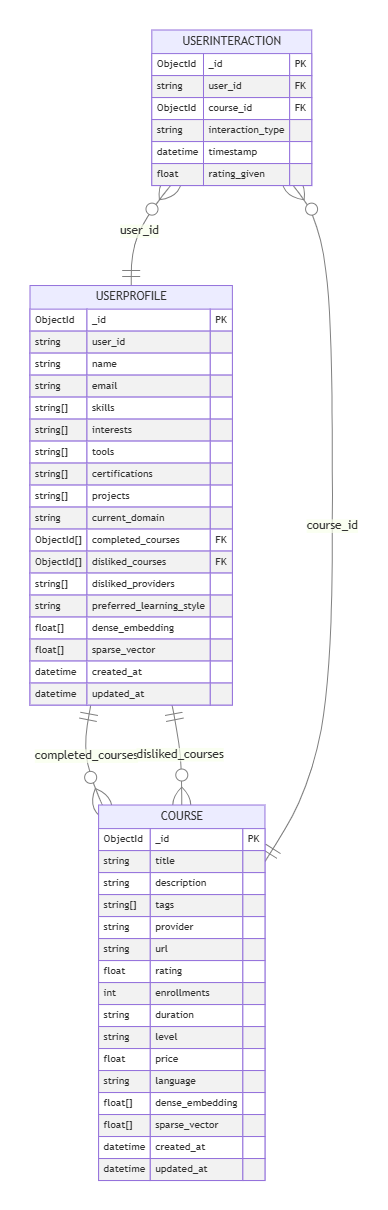 USERINTERACTION
ObjectId _id PK
string user_id FK
ObjectId course_id FK
string interaction_type
datetime timestamp
float rating_given
user_id
USERPROFILE
ObjectId _id PK
string user_id
string name
string email
string[] skills
string[] interests
string[] tools
string[] certifications
string[] projects
string current_domain
course_id
ObjectId[] completed_courses FK
ObjectId[] disliked_courses FK
string[] disliked_providers
string preferred_learning_style
float[] dense_embedding
float[] sparse_vector
datetime created_at
datetime updated_at
completed_courses disliked_courses
COURSE
ObjectId _id PK
string title
string description
string[] tags
string provider
string url
float rating
int enrollments
string duration
string level
float price
string language
float[] dense_embedding
float[] sparse_vector
datetime created_at
datetime updated_at